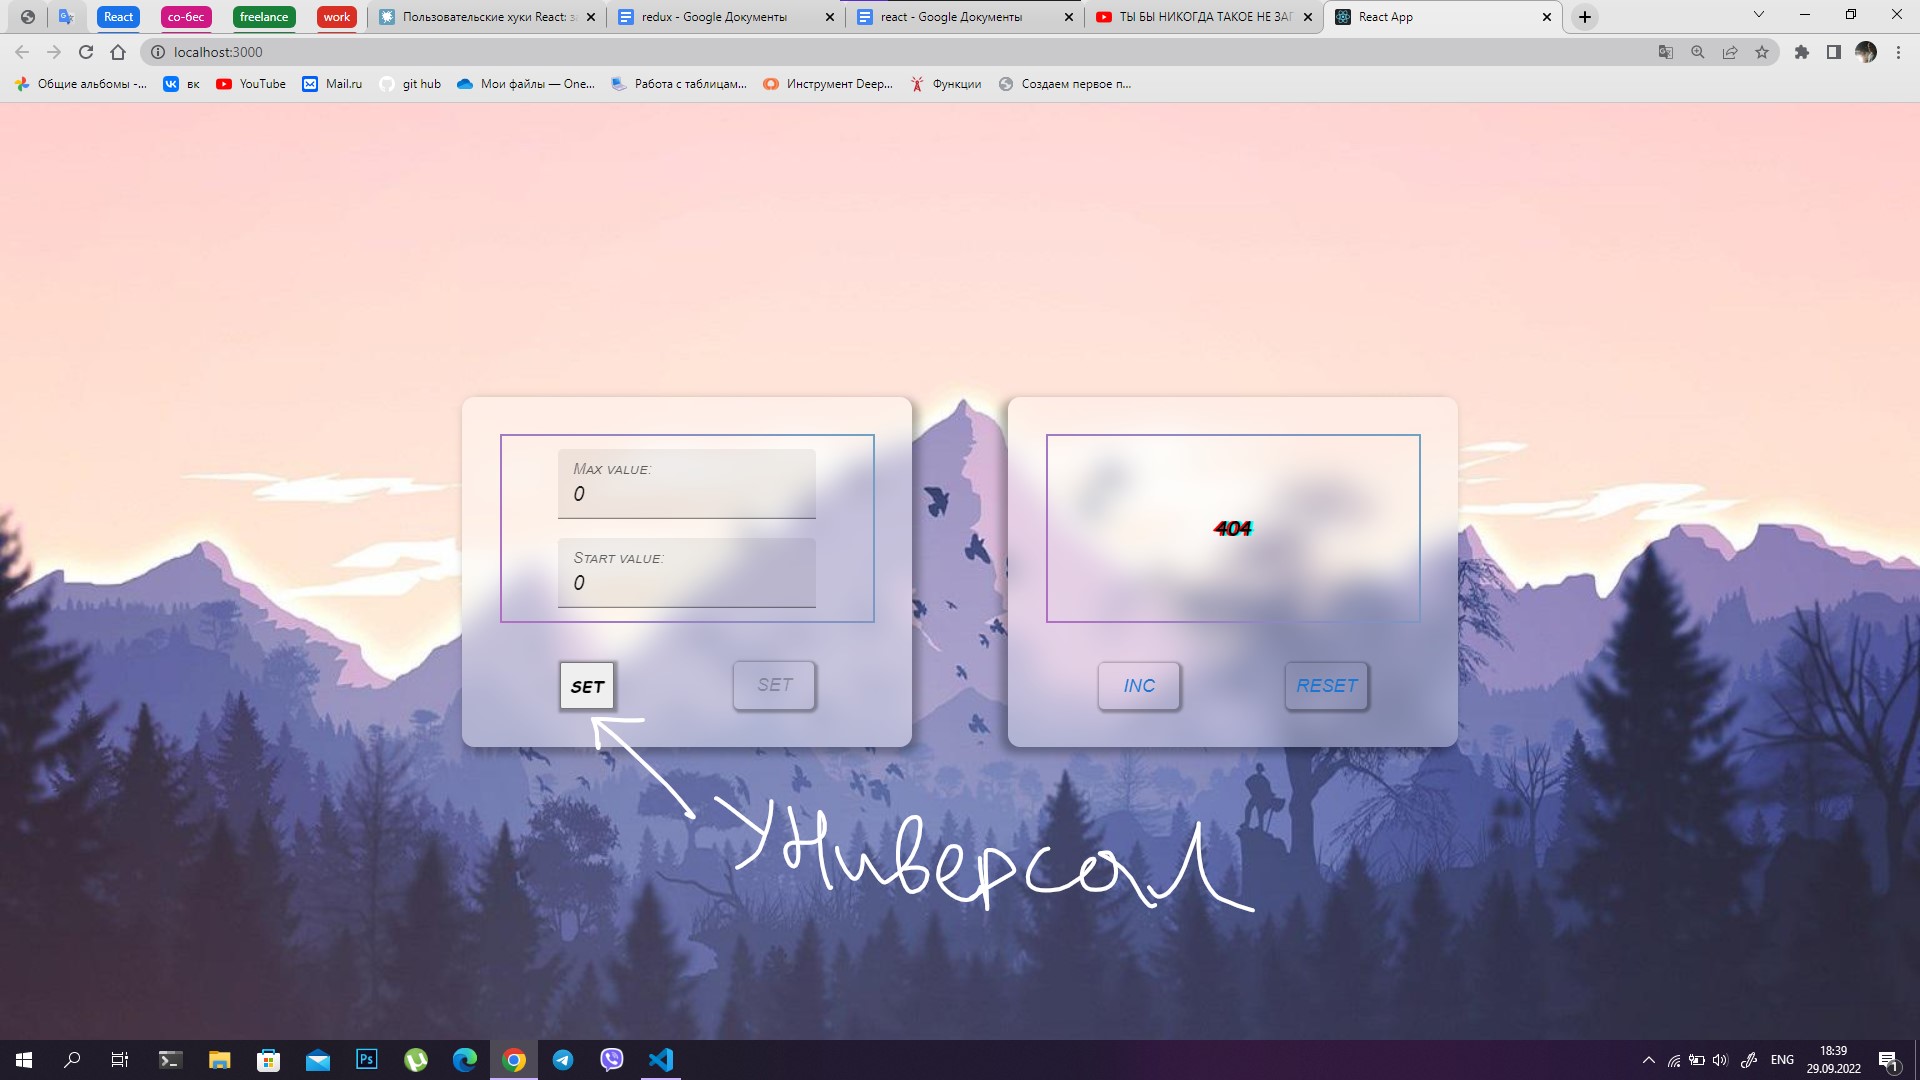 React
со-бес
freelance
work
Пользовательские хуки React: з
redux - Google Документы
react - Google Документы
ТЫ БЫ НИКОГДА ТАКОЕ НЕ ЗАГ
React App
localhost:3000
Общие альбомы -...
вк
YouTube
Mail.ru
git hub
Мои файлы — One...
Работа с таблицам...
Инструмент Deep...
Функции
Создаем первое п...
Max value:
0
Start value:
0
404
SET
SET
INC
RESET
Универсал
Ps
ENG
18:39
29.09.2022
1